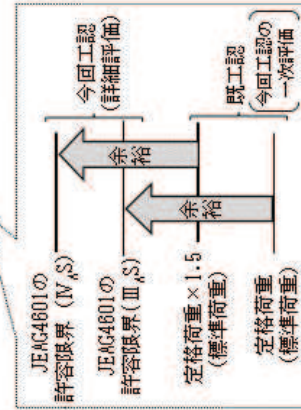 JEAG4601の
許容限界(ⅣAS)
JEAG4601の
許容限界(ⅢAS)
定格荷重×1.5
(標準荷重)
定格荷重
(標準荷重)
余裕
余裕
今回工認
(詳細評価)
既工認
(今回工認の
一次評価)